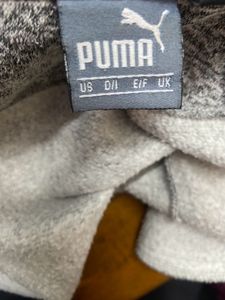 PUMA
US D/I E/F UK